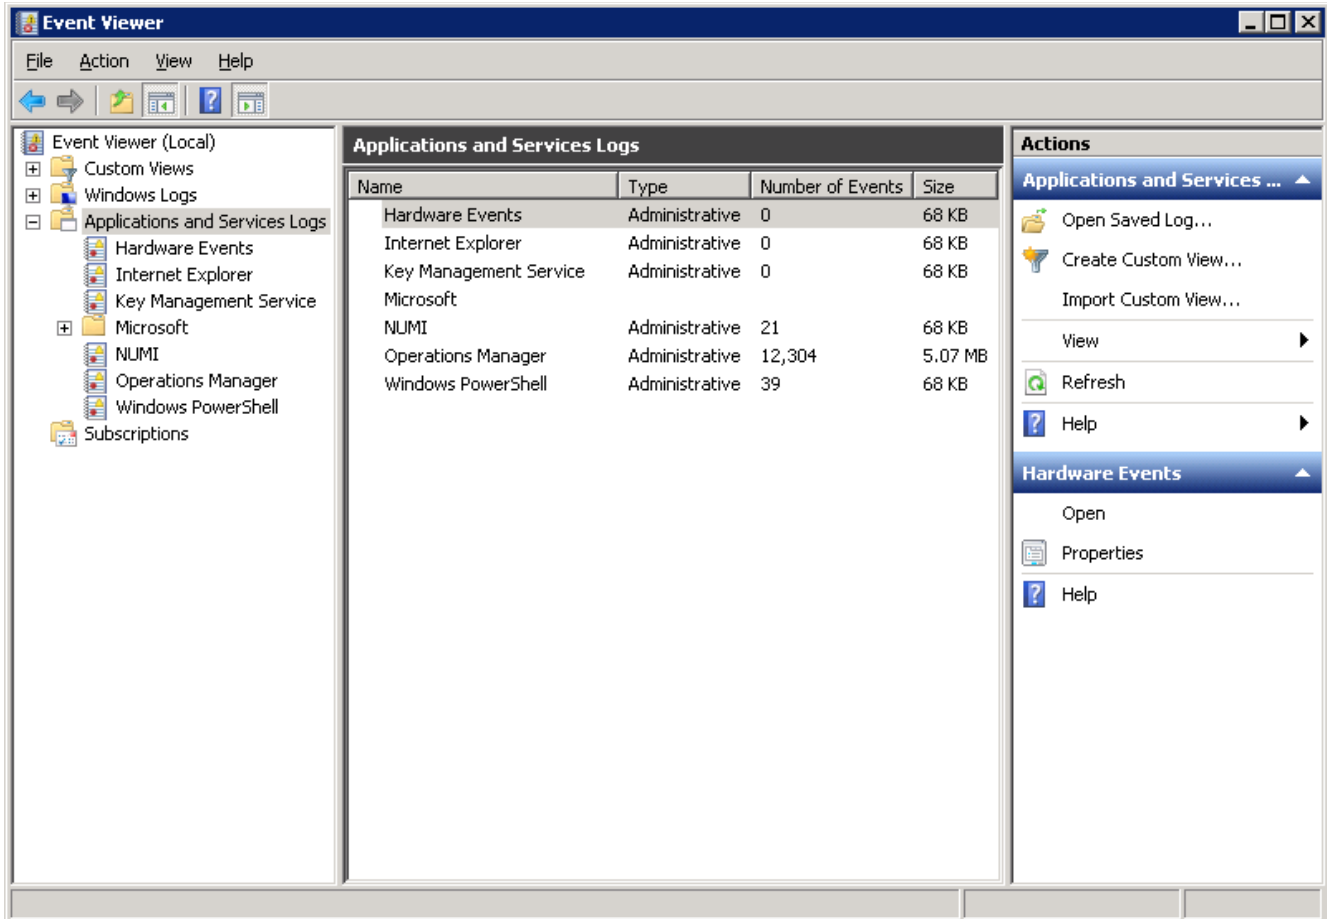 Event Viewer
File Action View Help
Event Viewer (Local)
Custom Views
Windows Logs
Applications and Services Logs
Hardware Events
Internet Explorer
Key Management Service
Microsoft
NUMI
Operations Manager
Windows PowerShell
Subscriptions
Applications and Services Logs
Name Type Number of Events Size
Hardware Events Administrative 0 68 KB
Internet Explorer Administrative 0 68 KB
Key Management Service Administrative 0 68 KB
Microsoft
NUMI Administrative 21 68 KB
Operations Manager Administrative 12,304 5.07 MB
Windows PowerShell Administrative 39 68 KB
Actions
Applications and Services ...
Open Saved Log...
Create Custom View...
Import Custom View...
View
Refresh
Help
Hardware Events
Open
Properties
Help